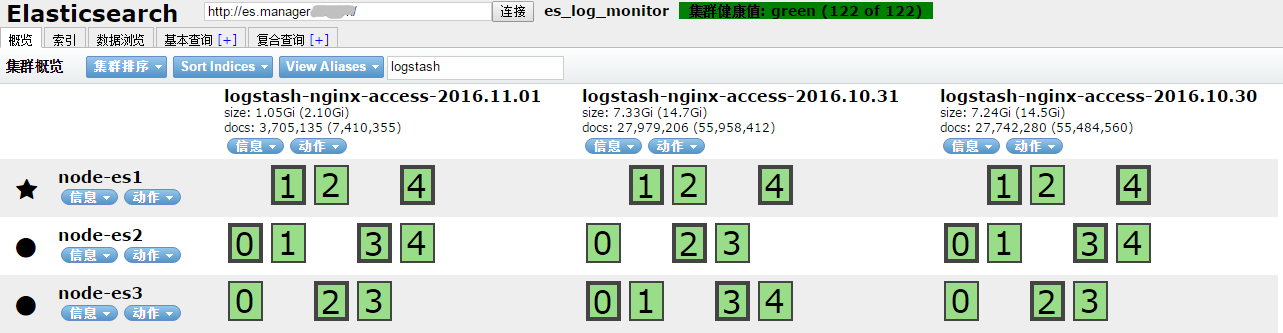 Elasticsearch http://es.manager /  连接 es_log_monitor 集群健康值: green (122 of 122)
概览 索引 数据浏览 基本查询 [+] 复合查询 [+]
集群概览 集群排序 Sort Indices View Aliases logstash
logstash-nginx-access-2016.11.01 logstash-nginx-access-2016.10.31 logstash-nginx-access-2016.10.30
size: 1.05Gi (2.10Gi) size: 7.33Gi (14.7Gi) size: 7.24Gi (14.5Gi)
docs: 3,705,135 (7,410,355) docs: 27,979,206 (55,958,412) docs: 27,742,280 (55,484,560)
信息 动作 信息 动作 信息 动作
node-es1
信息 动作 1 2 4 1 2 4 1 2 4
node-es2
信息 动作 0 1 3 4 0 2 3 0 1 3 4
node-es3
信息 动作 0 2 3 0 1 3 4 0 2 3